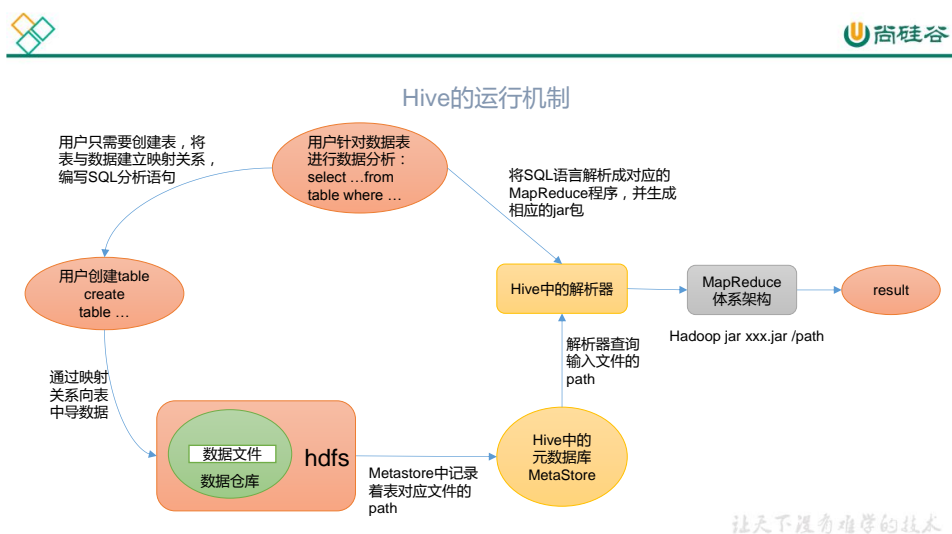 尚硅谷
Hive的运行机制
用户只需要创建表，将
表与数据建立映射关系，
编写SQL分析语句
用户针对数据表
进行数据分析：
select …from
table where …
将SQL语言解析成对应的
MapReduce程序，并生成
相应的jar包
用户创建table
create
table …
Hive中的解析器
MapReduce
体系架构
result
Hadoop jar xxx.jar /path
解析器查询
输入文件的
path
通过映射
关系向表
中导数据
数据文件
数据仓库
hdfs
Metastore中记录
着表对应文件的
path
Hive中的
元数据库
MetaStore
让天下没有难学的技术